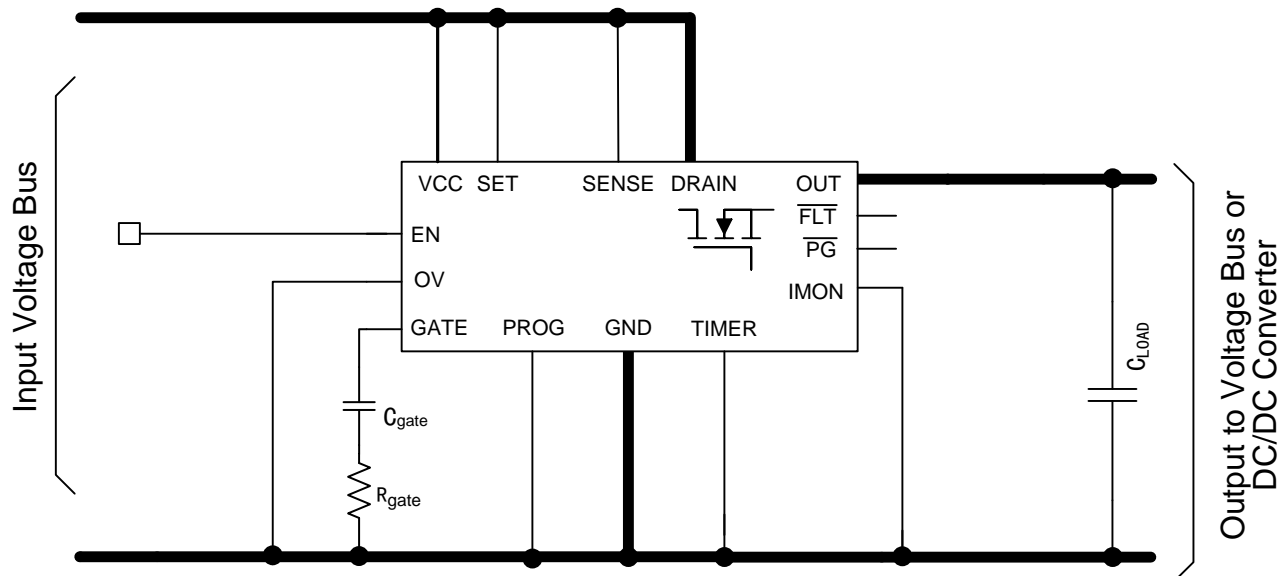 Input Voltage Bus
VCC SET SENSE DRAIN OUT
FLT
EN
PG
OV
IMON
GATE PROG GND TIMER
Cgate
Rgate
CLOAD
Output to Voltage Bus or
DC/DC Converter